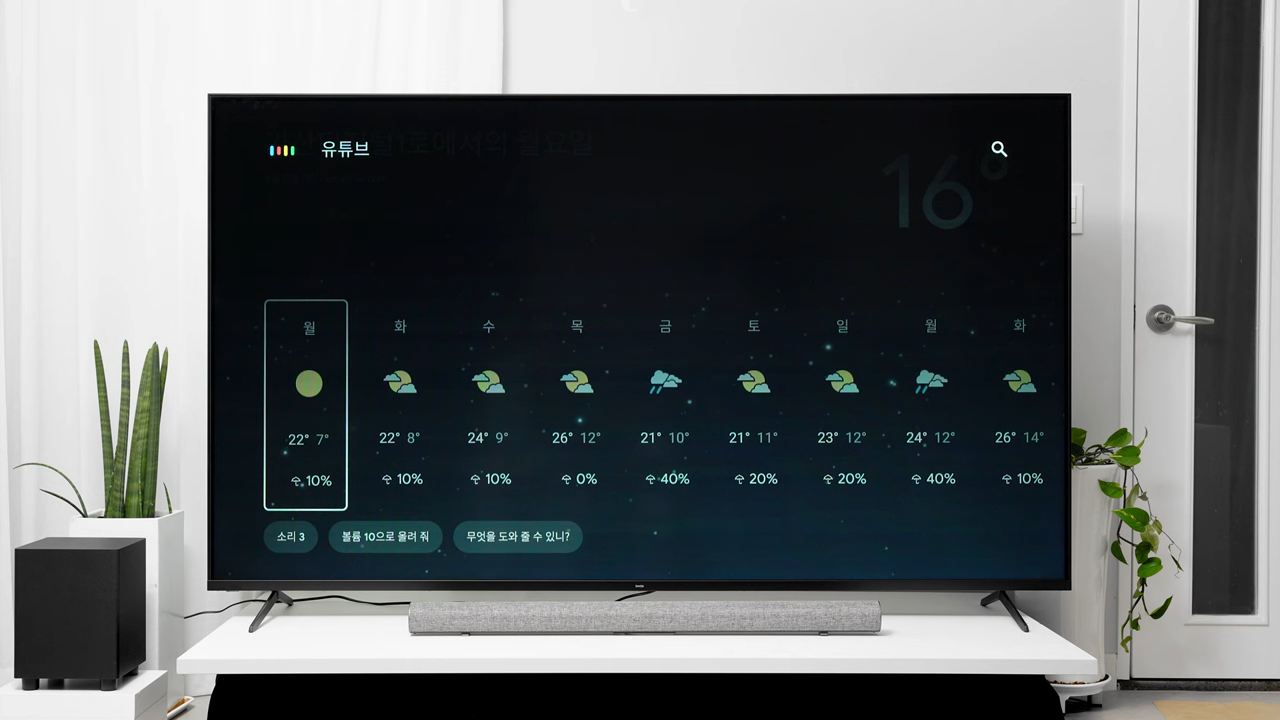 유튜브
16°
월 화 수 목 금 토 일 월 화
22° 7° 22° 8° 24° 9° 26° 12° 21° 10° 21° 11° 23° 12° 24° 12° 26° 14°
10% 10% 10% 0% 40% 20% 20% 40% 10%
소리 3 볼륨 10으로 올려 줘 무엇을 도와 줄 수 있니?